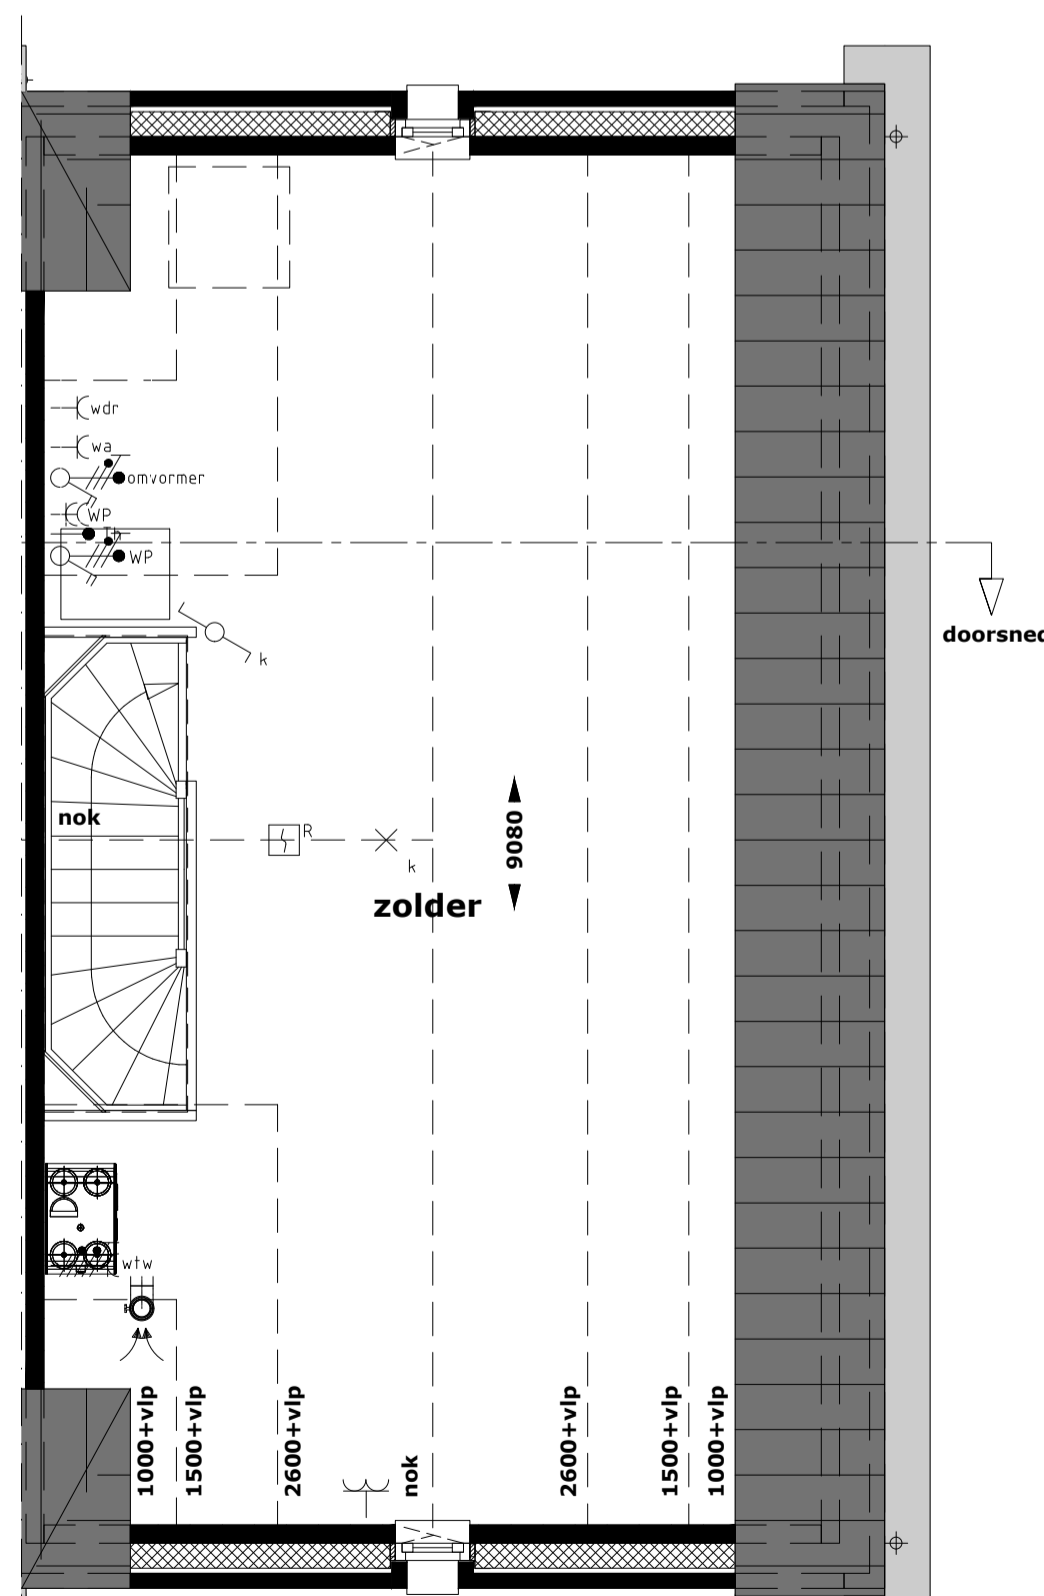 wdr
wa
omvormer
WP
Th
WP
doorsned
k
nok
R
k
9080
zolder
wtw
1000+vlp
1500+vlp
2600+vlp
nok
2600+vlp
1500+vlp
1000+vlp